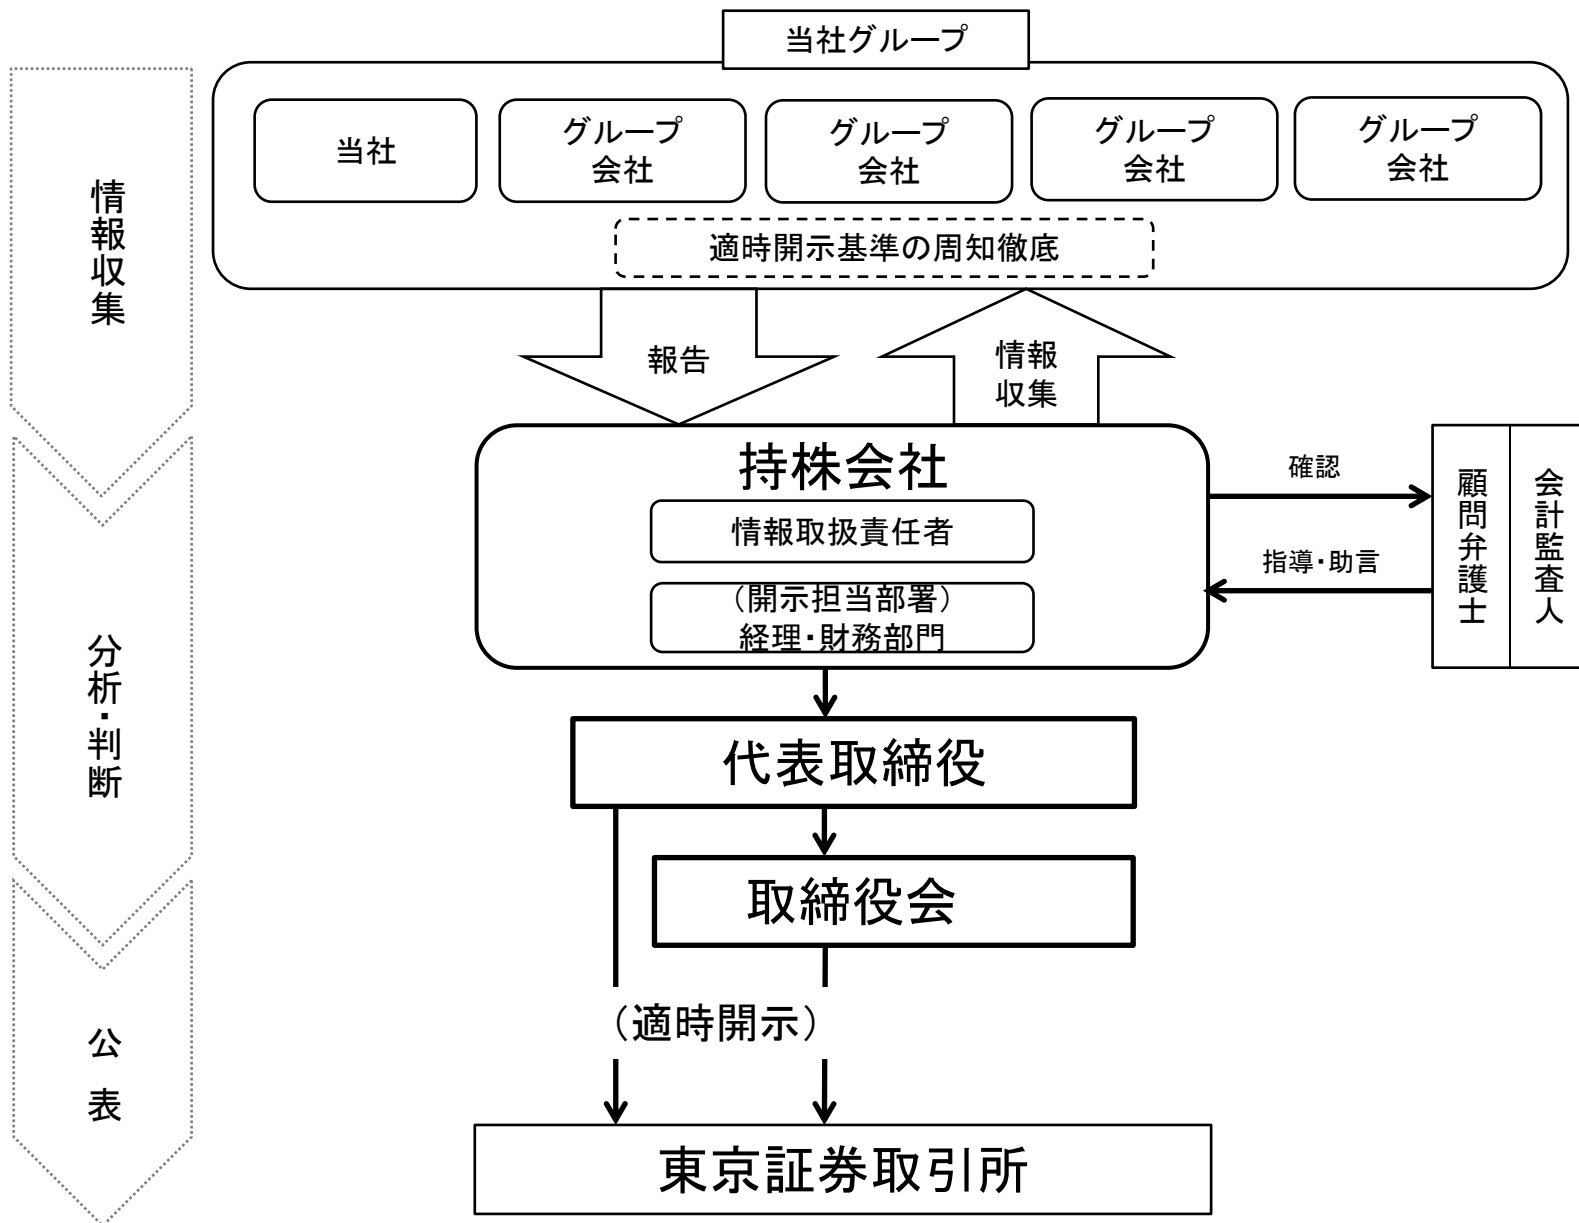 当社グループ
当社
グループ
会社
グループ
会社
グループ
会社
グループ
会社
適時開示基準の周知徹底
情報収集
報告
情報
収集
持株会社
情報取扱責任者
（開示担当部署）
経理・財務部門
確認
指導・助言
顧問弁護士
会計監査人
分析・判断
代表取締役
取締役会
（適時開示）
公表
東京証券取引所